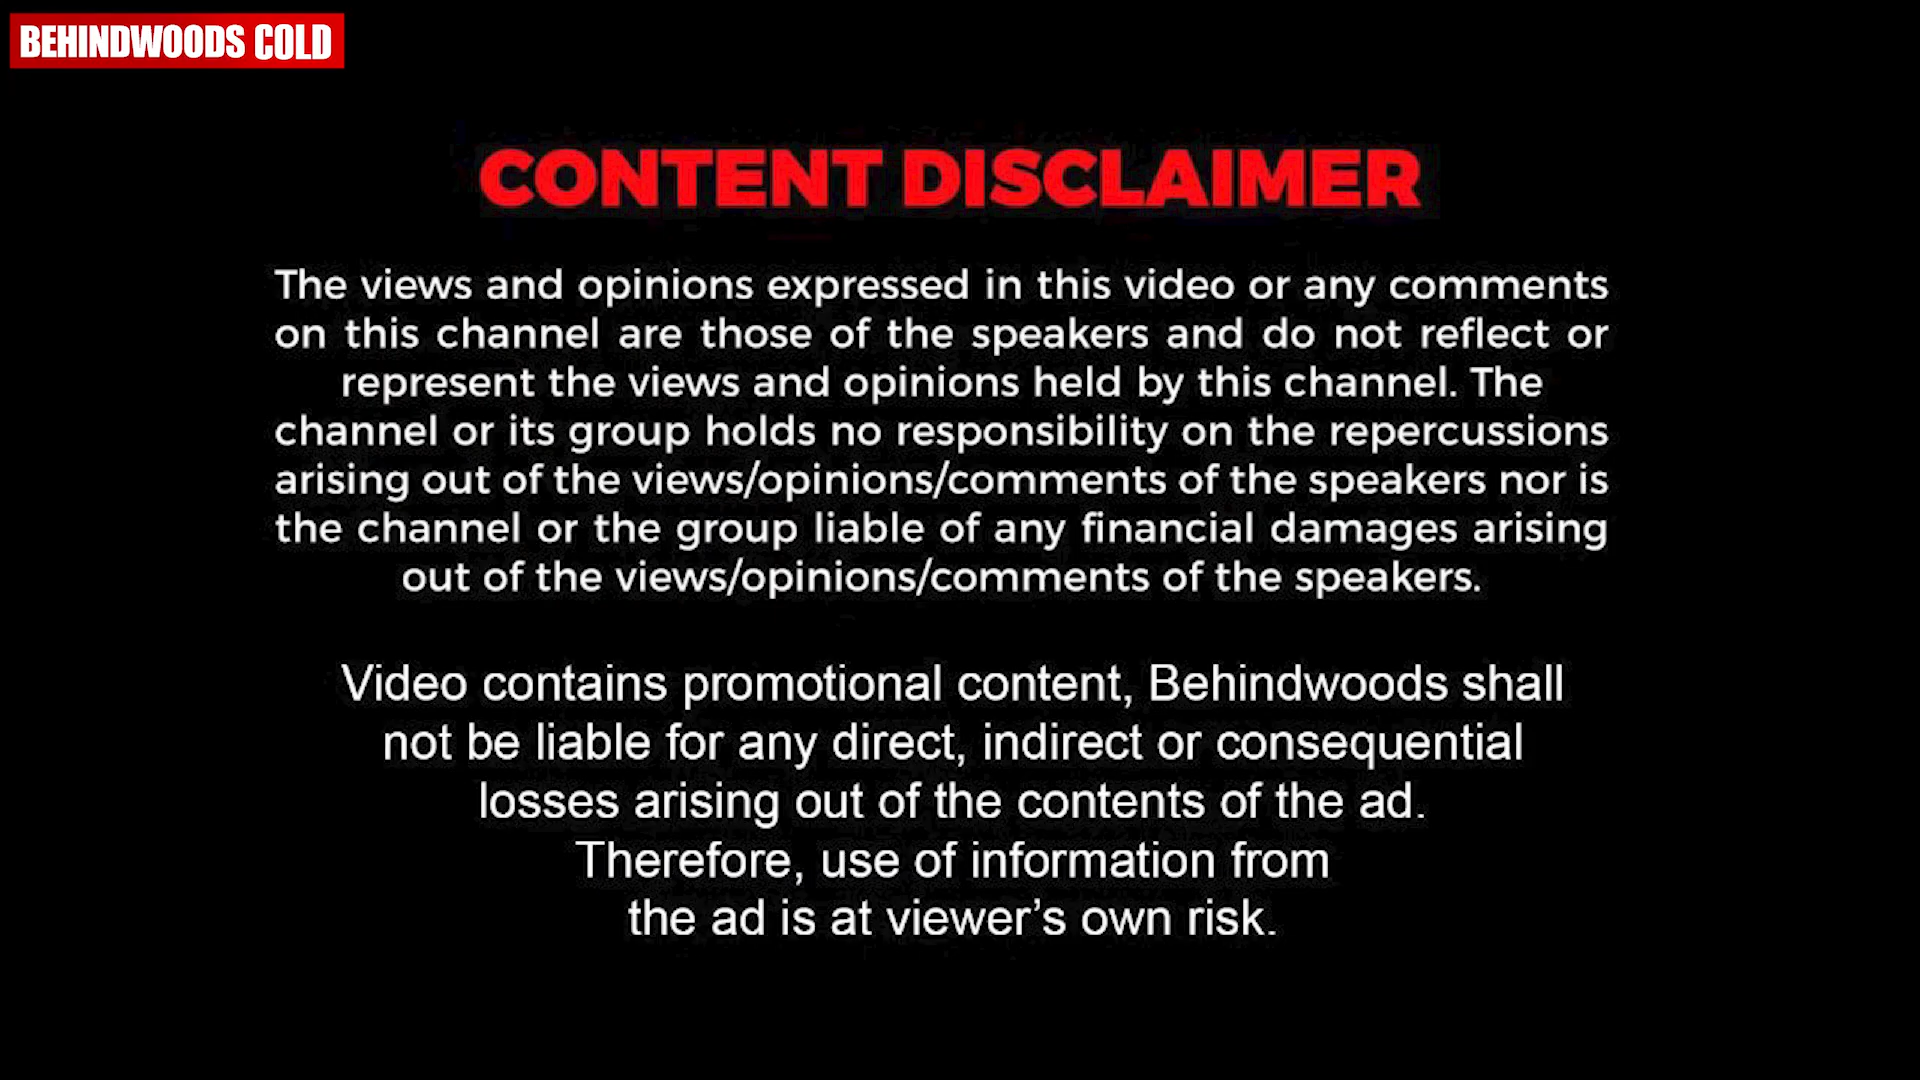 BEHINDWOODS COLD
CONTENT DISCLAIMER
The views and opinions expressed in this video or any comments
on this channel are those of the speakers and do not reflect or
represent the views and opinions held by this channel. The
channel or its group holds no responsibility on the repercussions
arising out of the views/opinions/comments of the speakers nor is
the channel or the group liable of any financial damages arising
out of the views/opinions/comments of the speakers.
Video contains promotional content, Behindwoods shall
not be liable for any direct, indirect or consequential
losses arising out of the contents of the ad.
Therefore, use of information from
the ad is at viewer’s own risk.